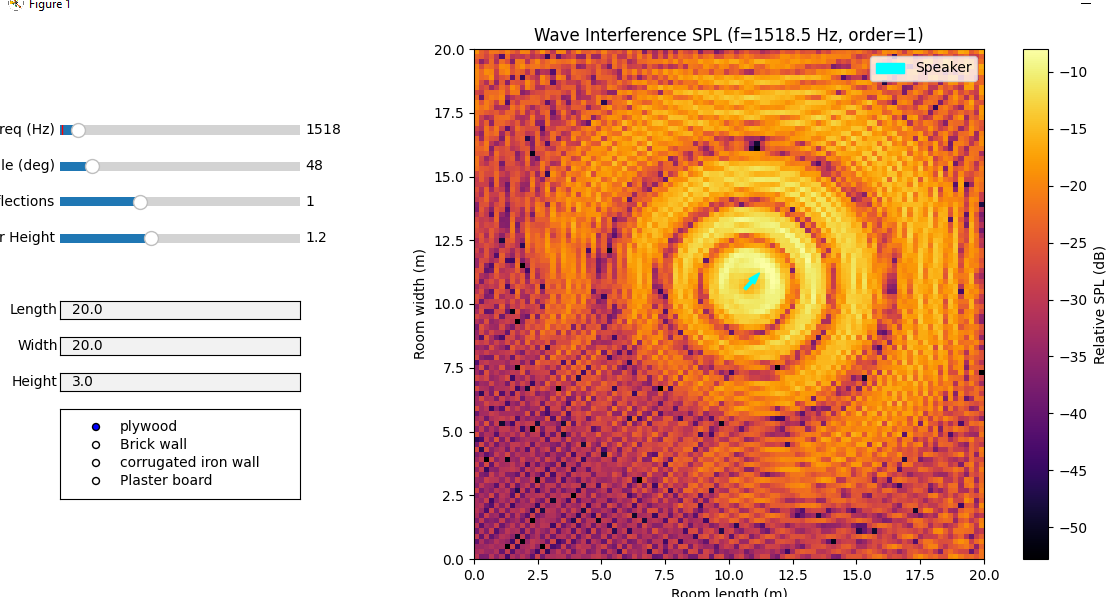 Figure 1
Wave Interference SPL (f=1518.5 Hz, order=1)
Speaker
20.0
17.5
15.0
12.5
10.0
7.5
5.0
2.5
0.0
Room width (m)
0.0 2.5 5.0 7.5 10.0 12.5 15.0 17.5 20.0
Room length (m)
−10
−15
−20
−25
−30
−35
−40
−45
−50
Relative SPL (dB)
req (Hz) 1518
le (deg) 48
flections 1
r Height 1.2
Length 20.0
Width 20.0
Height 3.0
plywood
Brick wall
corrugated iron wall
Plaster board